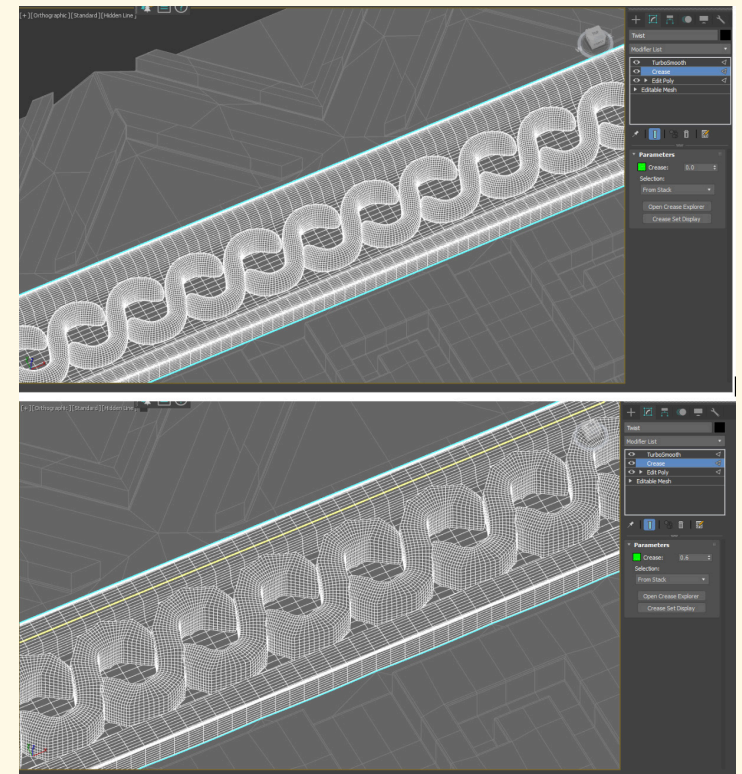 [+][Orthographic][Standard][Hidden Line]
Twist
Modifier List
TurboSmooth
Crease
Edit Poly
Editable Mesh
Parameters
Crease: 0.0
Selection:
From Stack
Open Crease Explorer
Crease Set Display
[+][Orthographic][Standard][Hidden Line]
Twist
Modifier List
TurboSmooth
Crease
Edit Poly
Editable Mesh
Parameters
Crease: 0.6
Selection:
From Stack
Open Crease Explorer
Crease Set Display